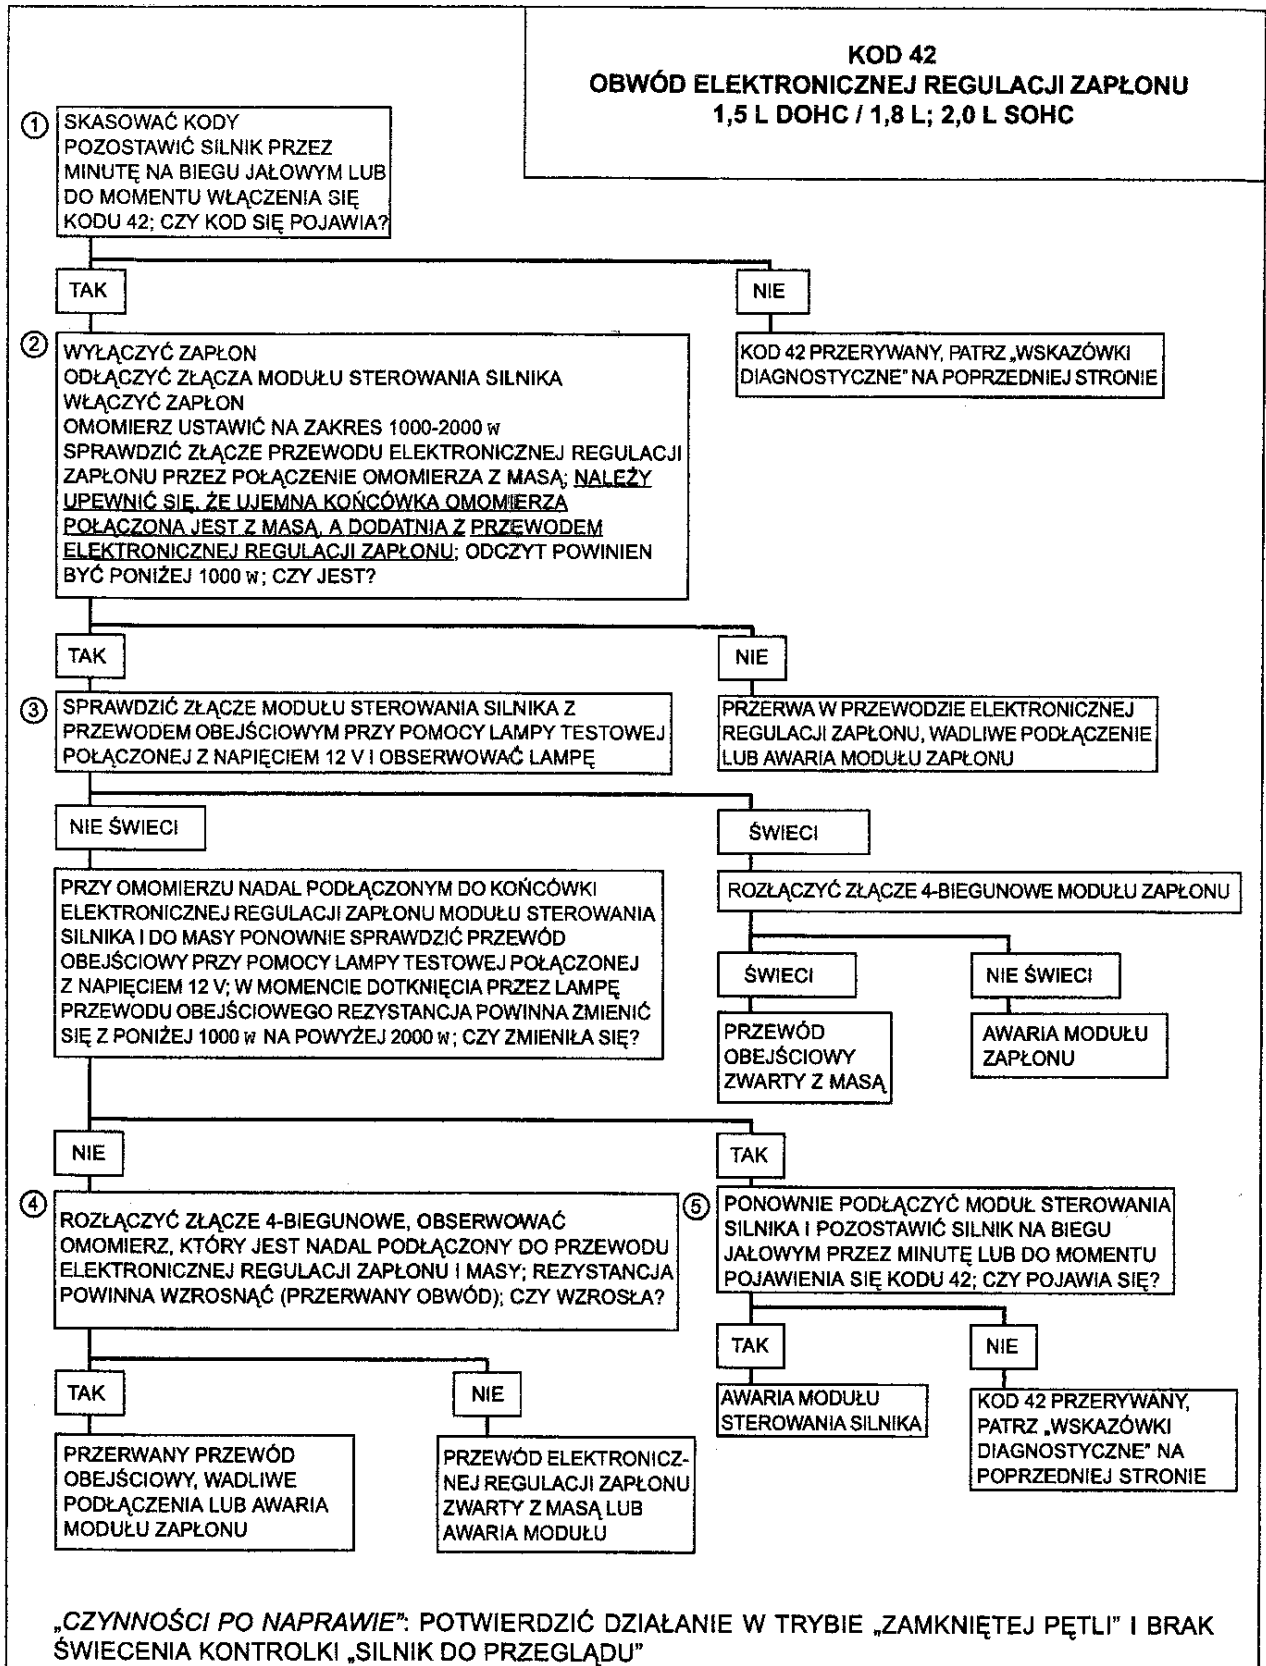 KOD 42
OBWÓD ELEKTRONICZNEJ REGULACJI ZAPŁONU
1,5 L DOHC / 1,8 L; 2,0 L SOHC
1
SKASOWAĆ KODY
POZOSTAWIĆ SILNIK PRZEZ
MINUTĘ NA BIEGU JAŁOWYM LUB
DO MOMENTU WŁĄCZENIA SIĘ
KODU 42; CZY KOD SIĘ POJAWIA?
TAK
NIE
2
WYŁĄCZYĆ ZAPŁON
ODŁĄCZYĆ ZŁĄCZA MODUŁU STEROWANIA SILNIKA
WŁĄCZYĆ ZAPŁON
OMOMIERZ USTAWIĆ NA ZAKRES 1000-2000 w
SPRAWDZIĆ ZŁĄCZE PRZEWODU ELEKTRONICZNEJ REGULACJI
ZAPŁONU PRZEZ POŁĄCZENIE OMOMIERZA Z MASĄ; NALEŻY
UPEWNIĆ SIĘ, ŻE UJEMNA KOŃCÓWKA OMOMIERZA
POŁĄCZONA JEST Z MASĄ, A DODATNIA Z PRZEWODEM
ELEKTRONICZNEJ REGULACJI ZAPŁONU; ODCZYT POWINIEN
BYĆ PONIŻEJ 1000 w; CZY JEST?
KOD 42 PRZERYWANY, PATRZ „WSKAZÓWKI
DIAGNOSTYCZNE" NA POPRZEDNIEJ STRONIE
TAK
NIE
3
SPRAWDZIĆ ZŁĄCZE MODUŁU STEROWANIA SILNIKA Z
PRZEWODEM OBEJŚCIOWYM PRZY POMOCY LAMPY TESTOWEJ
POŁĄCZONEJ Z NAPIĘCIEM 12 V I OBSERWOWAĆ LAMPĘ
PRZERWA W PRZEWODZIE ELEKTRONICZNEJ
REGULACJI ZAPŁONU, WADLIWE PODŁĄCZENIE
LUB AWARIA MODUŁU ZAPŁONU
NIE ŚWIECI
ŚWIECI
PRZY OMOMIERZU NADAL PODŁĄCZONYM DO KOŃCÓWKI
ELEKTRONICZNEJ REGULACJI ZAPŁONU MODUŁU STEROWANIA
SILNIKA I DO MASY PONOWNIE SPRAWDZIĆ PRZEWÓD
OBEJŚCIOWY PRZY POMOCY LAMPY TESTOWEJ POŁĄCZONEJ
Z NAPIĘCIEM 12 V; W MOMENCIE DOTKNIĘCIA PRZEZ LAMPĘ
PRZEWODU OBEJŚCIOWEGO REZYSTANCJA POWINNA ZMIENIĆ
SIĘ Z PONIŻEJ 1000 w NA POWYŻEJ 2000 w; CZY ZMIENIŁA SIĘ?
ROZŁĄCZYĆ ZŁĄCZE 4-BIEGUNOWE MODUŁU ZAPŁONU
ŚWIECI
NIE ŚWIECI
PRZEWÓD
OBEJŚCIOWY
ZWARTY Z MASĄ
AWARIA MODUŁU
ZAPŁONU
NIE
TAK
4
ROZŁĄCZYĆ ZŁĄCZE 4-BIEGUNOWE, OBSERWOWAĆ
OMOMIERZ, KTÓRY JEST NADAL PODŁĄCZONY DO PRZEWODU
ELEKTRONICZNEJ REGULACJI ZAPŁONU I MASY; REZYSTANCJA
POWINNA WZROSNĄĆ (PRZERWANY OBWÓD); CZY WZROSŁA?
5
PONOWNIE PODŁĄCZYĆ MODUŁ STEROWANIA
SILNIKA I POZOSTAWIĆ SILNIK NA BIEGU
JAŁOWYM PRZEZ MINUTĘ LUB DO MOMENTU
POJAWIENIA SIĘ KODU 42; CZY POJAWIA SIĘ?
TAK
NIE
TAK
NIE
PRZERWANY PRZEWÓD
OBEJŚCIOWY, WADLIWE
PODŁĄCZENIA LUB AWARIA
MODUŁU ZAPŁONU
PRZEWÓD ELEKTRONICZ-
NEJ REGULACJI ZAPŁONU
ZWARTY Z MASĄ LUB
AWARIA MODUŁU
AWARIA MODUŁU
STEROWANIA SILNIKA
KOD 42 PRZERYWANY,
PATRZ „WSKAZÓWKI
DIAGNOSTYCZNE" NA
POPRZEDNIEJ STRONIE
„CZYNNOŚCI PO NAPRAWIE": POTWIERDZIĆ DZIAŁANIE W TRYBIE „ZAMKNIĘTEJ PĘTLI" I BRAK
ŚWIECENIA KONTROLKI „SILNIK DO PRZEGLĄDU"